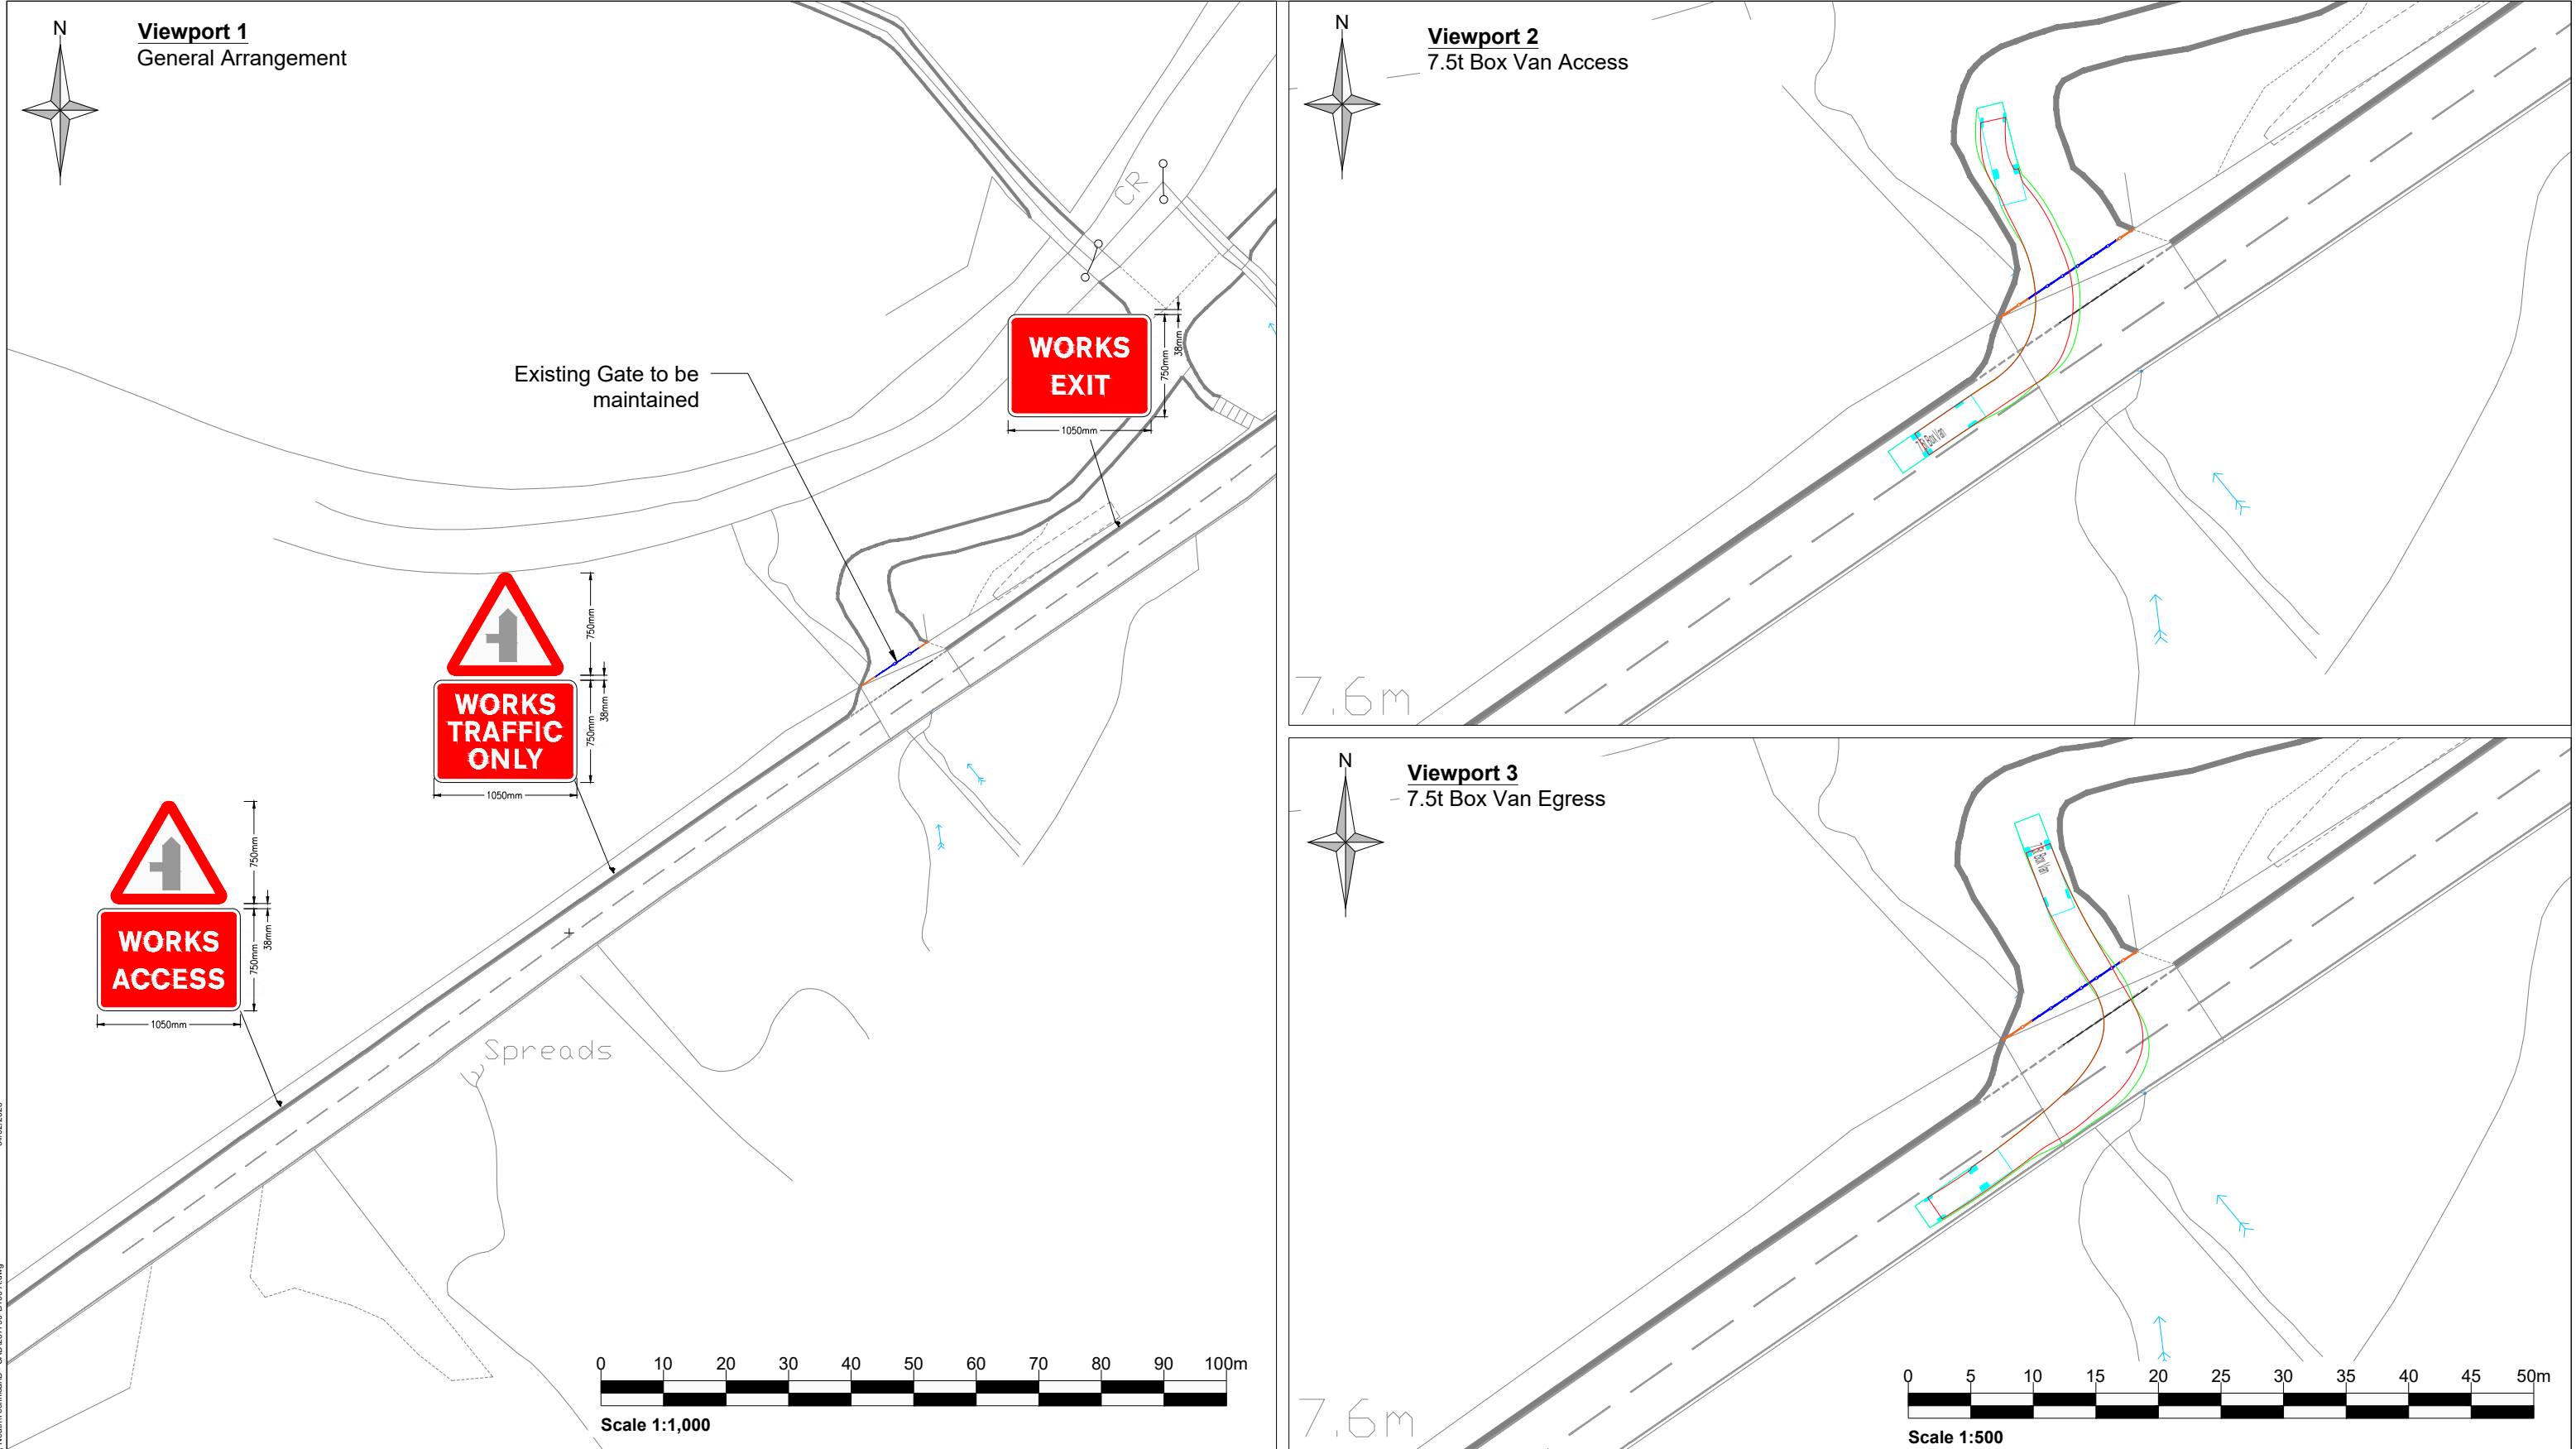 N
Viewport 1
General Arrangement
CR
Existing Gate to be
maintained
WORKS
EXIT
750mm
38mm
1050mm
WORKS
TRAFFIC
ONLY
750mm
38mm
750mm
1050mm
WORKS
ACCESS
750mm
38mm
750mm
1050mm
Spreads
0 10 20 30 40 50 60 70 80 90 100m
Scale 1:1,000
N
Viewport 2
7.5t Box Van Access
Box Van
7.6m
N
Viewport 3
7.5t Box Van Egress
Box Van
7.6m
0 5 10 15 20 25 30 35 40 45 50m
Scale 1:500